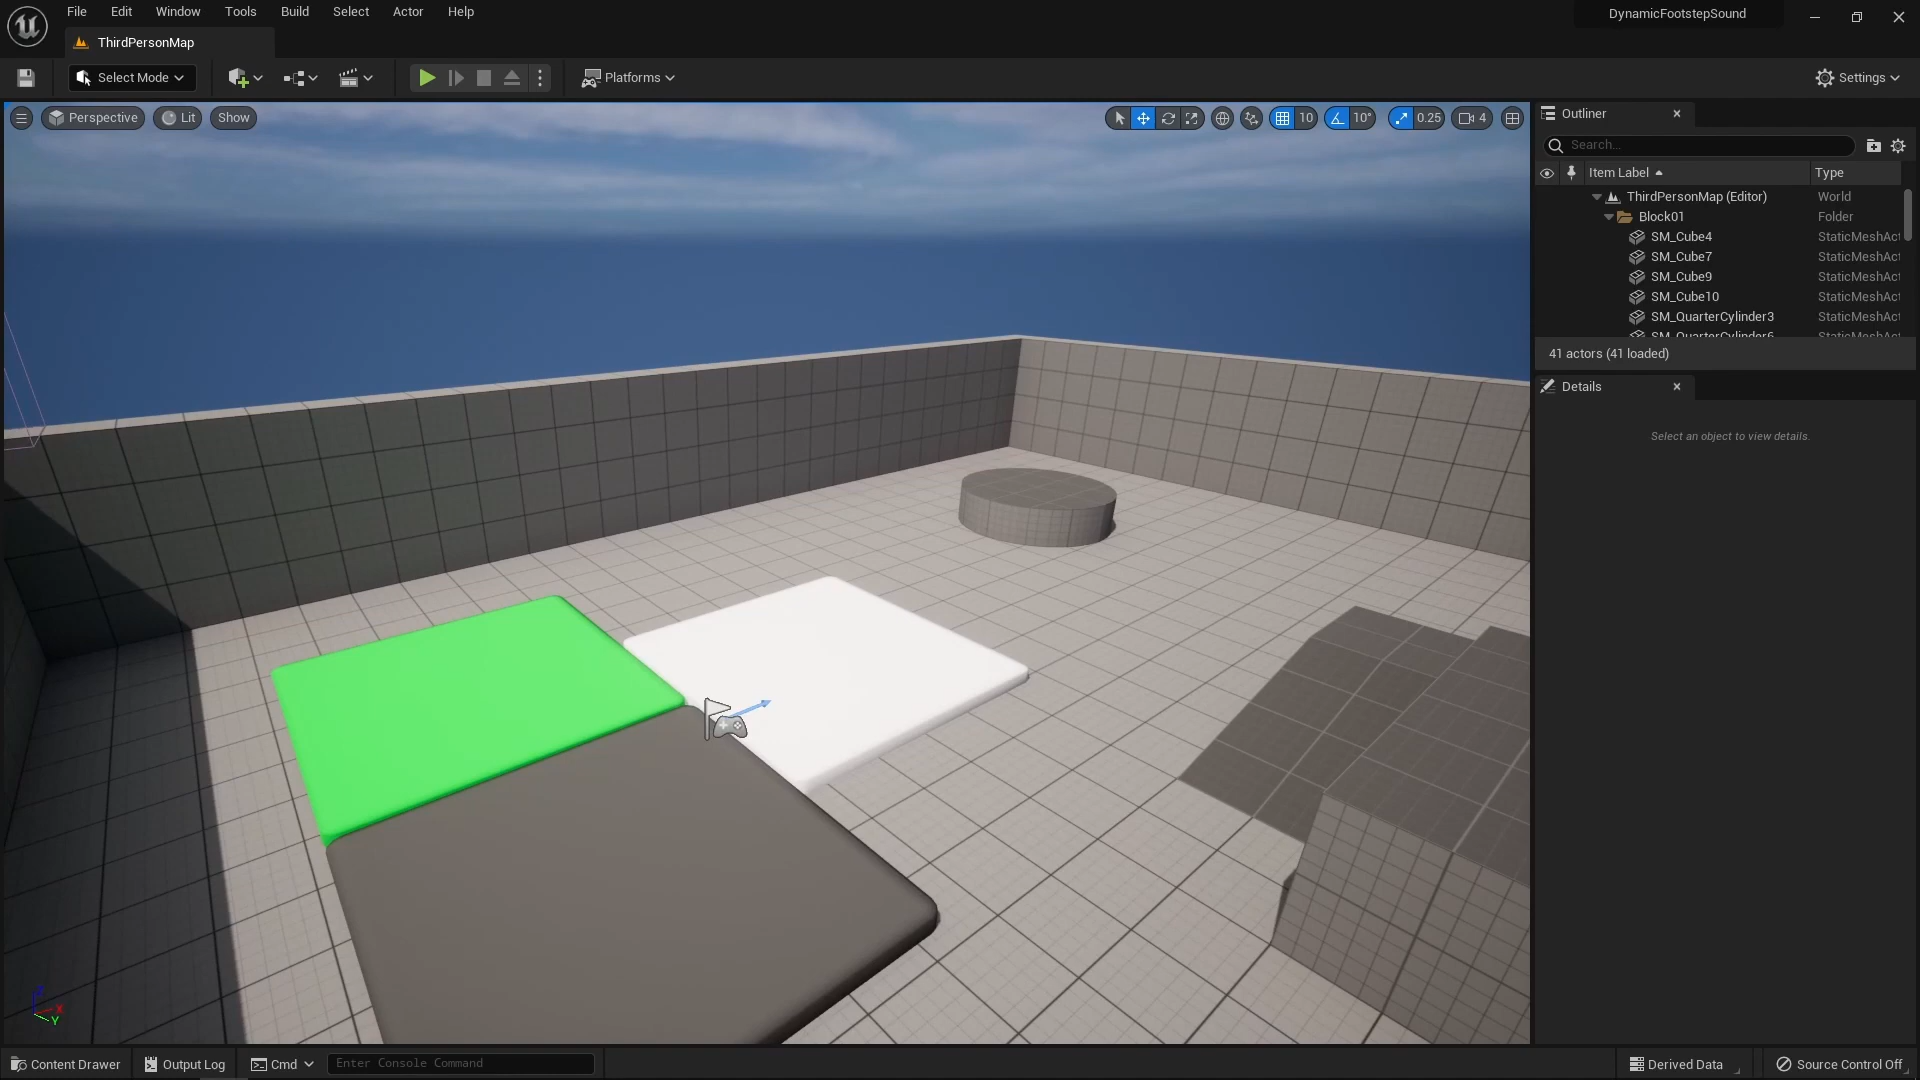 File Edit Window Tools Build Select Actor Help
DynamicFootstepSound
ThirdPersonMap
Select Mode
Platforms
Settings
Perspective Lit Show
10 10° 0.25 4
Outliner
Search...
Item Label Type
ThirdPersonMap (Editor) World
Block01 Folder
SM_Cube4 StaticMeshAct
SM_Cube7 StaticMeshAct
SM_Cube9 StaticMeshAct
SM_Cube10 StaticMeshAct
SM_QuarterCylinder3 StaticMeshAct
SM_QuarterCylinder6 StaticMeshAct
41 actors (41 loaded)
Details
Select an object to view details.
Z
X
Y
Content Drawer Output Log Cmd Enter Console Command Derived Data Source Control Off